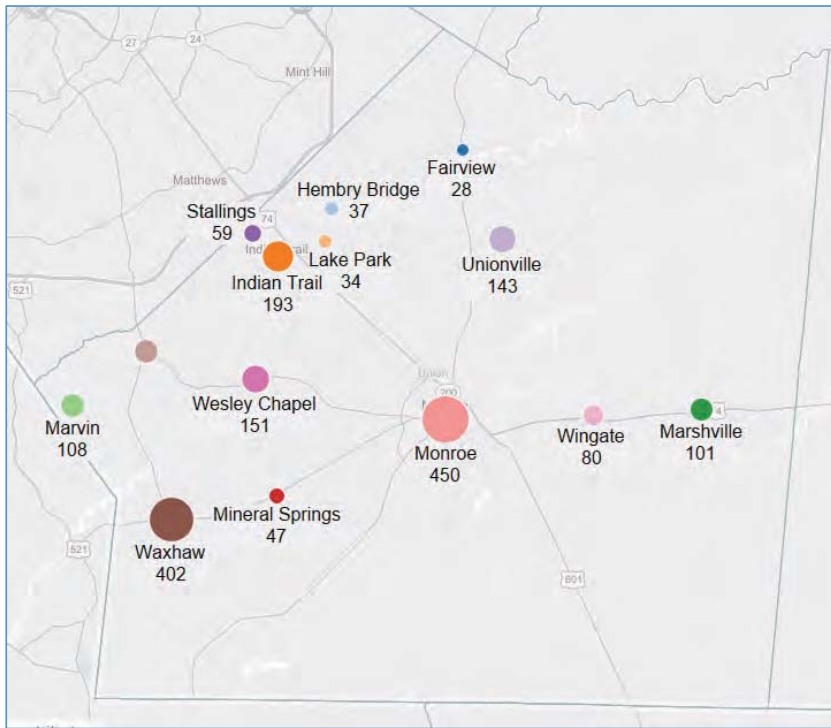 27
24
Mint Hill
Fairview
28
Matthews
Hembry Bridge
37
Stallings
59
74
Lake Park
34
Indian Trail
193
Unionville
143
521
Union
200
Wesley Chapel
151
Marvin
108
Monroe
450
Wingate
80
Marshville
101
Mineral Springs
47
Waxhaw
402
521
601